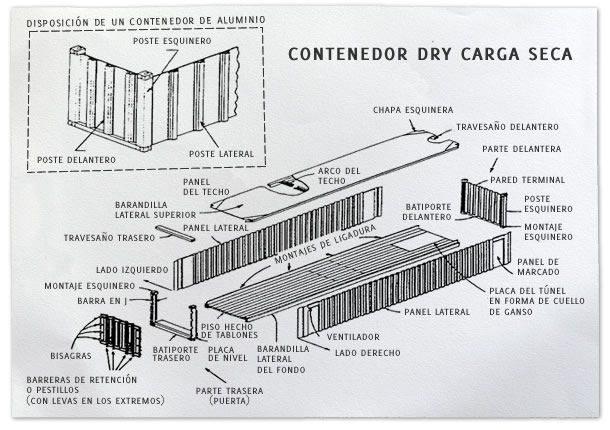 DISPOSICIÓN DE UN CONTENEDOR DE ALUMINIO
POSTE ESQUINERO
POSTE DELANTERO
POSTE LATERAL
CONTENEDOR DRY CARGA SECA
CHAPA ESQUINERA
TRAVESAÑO DELANTERO
PARTE DELANTERA
PARED TERMINAL
ARCO DEL
TECHO
PANEL
DEL TECHO
BARANDILLA
LATERAL SUPERIOR
BATIPORTE
DELANTERO
POSTE
ESQUINERO
MONTAJE
ESQUINERO
TRAVESAÑO TRASERO
PANEL LATERAL
MONTAJES DE LIGADURA
LADO IZQUIERDO
PANEL DE
MARCADO
MONTAJE ESQUINERO
BARRA EN J
PLACA DEL TÚNEL
EN FORMA DE CUELLO
DE GANSO
PANEL LATERAL
PISO HECHO
DE TABLONES
VENTILADOR
BISAGRAS
BATIPORTE
TRASERO
PLACA
DE NIVEL
BARANDILLA
LATERAL
DEL FONDO
LADO DERECHO
BARRERAS DE RETENCIÓN
O PESTILLOS
(CON LEVAS EN LOS EXTREMOS)
PARTE TRASERA
(PUERTA)